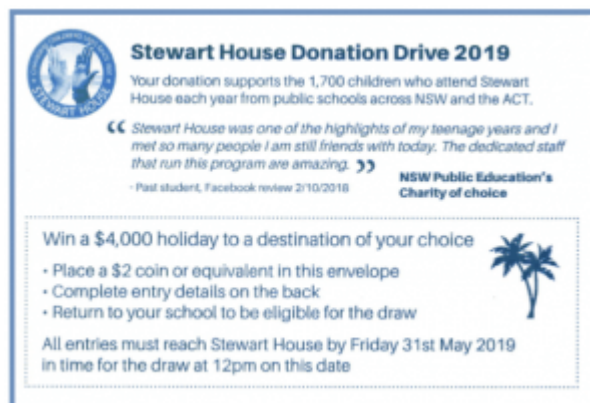 STEWART HOUSE
Stewart House Donation Drive 2019
Your donation supports the 1,700 children who attend Stewart
House each year from public schools across NSW and the ACT.
“ Stewart House was one of the highlights of my teenage years and I
met so many people I am still friends with today. The dedicated staff
that run this program are amazing. ”
- Past student, Facebook review 2/10/2018
NSW Public Education's
Charity of choice
Win a $4,000 holiday to a destination of your choice
• Place a $2 coin or equivalent in this envelope
• Complete entry details on the back
• Return to your school to be eligible for the draw
All entries must reach Stewart House by Friday 31st May 2019
in time for the draw at 12pm on this date